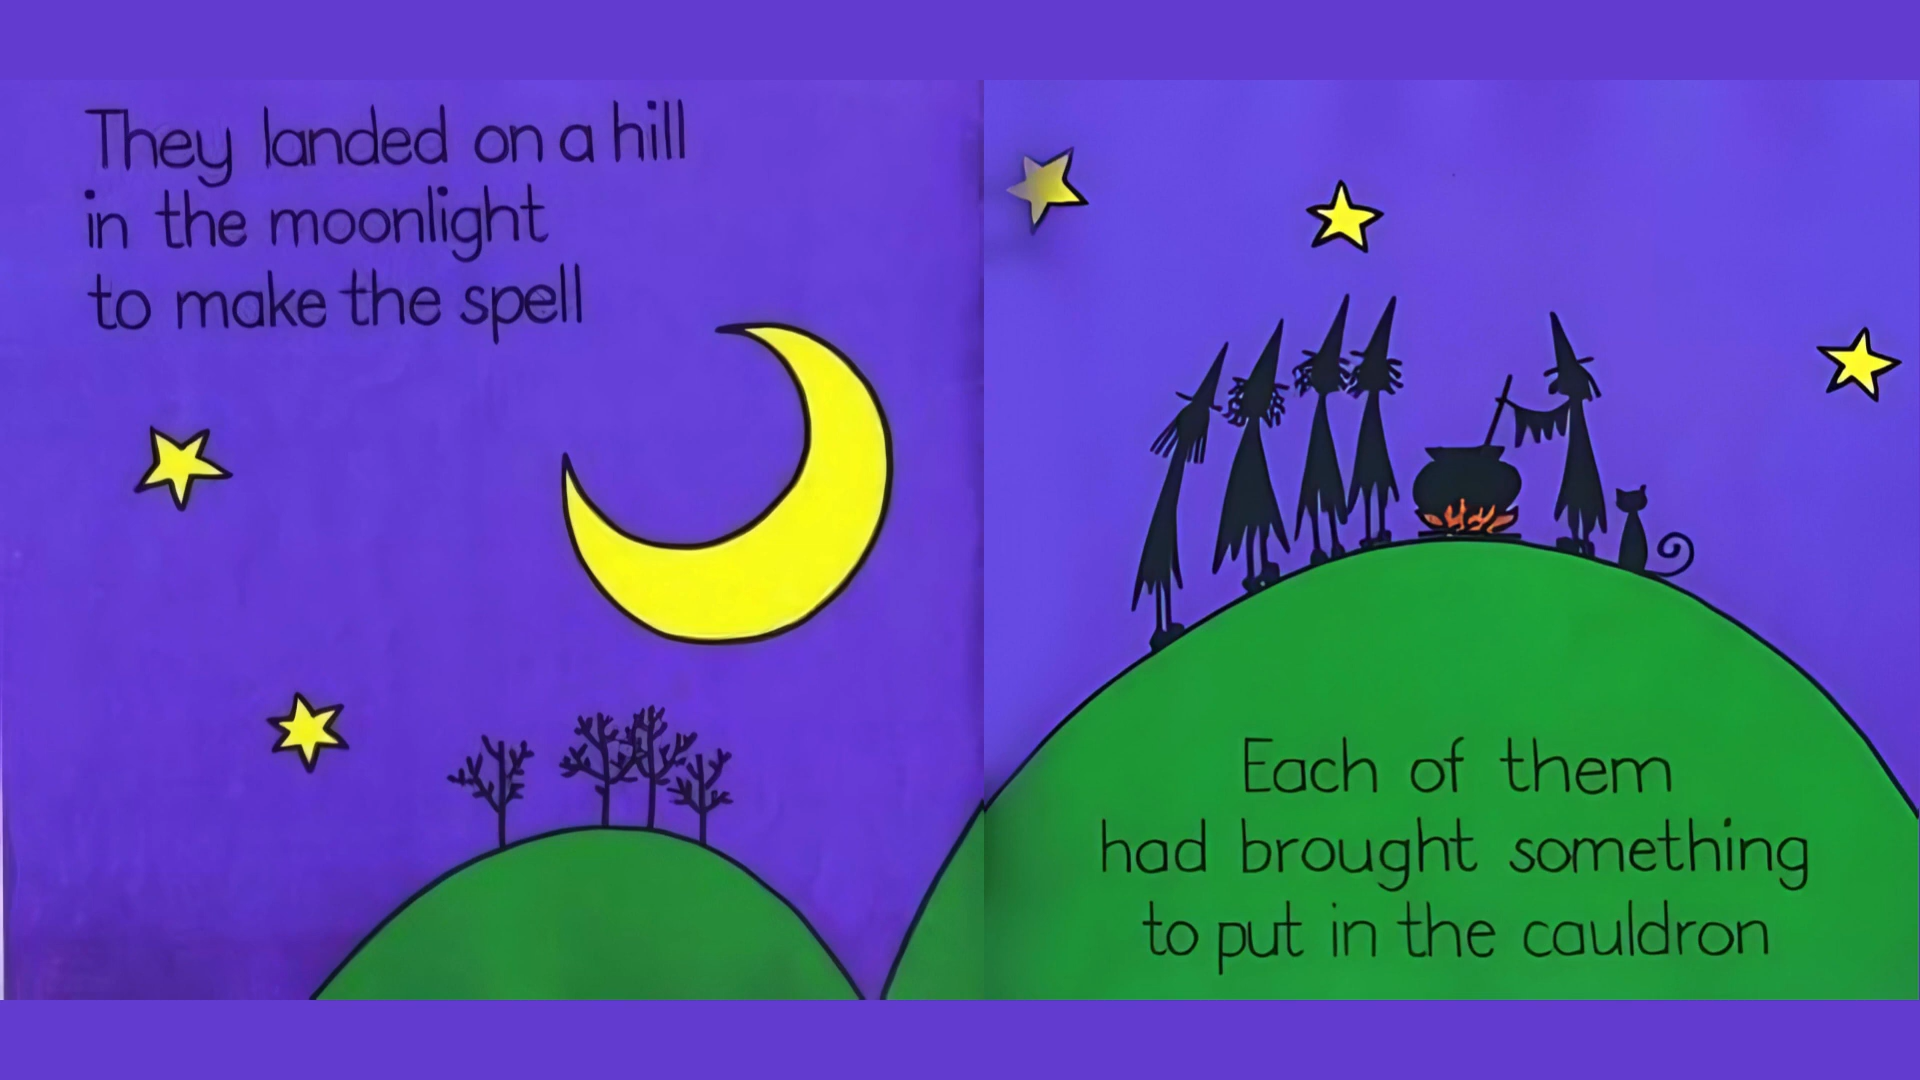 They landed on a hill
in the moonlight
to make the spell
Each of them
had brought something
to put in the cauldron